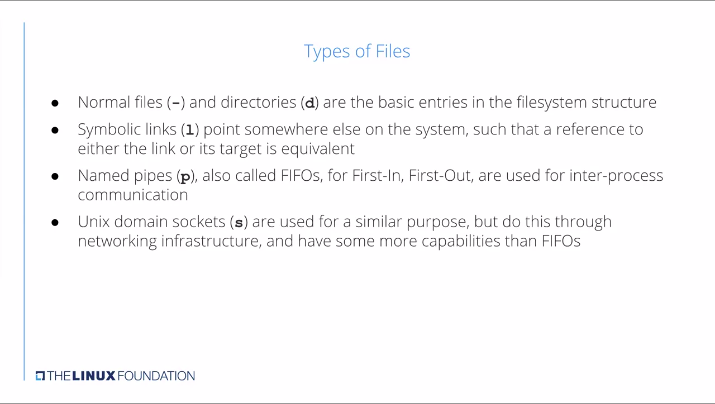 Types of Files
● Normal files (-) and directories (d) are the basic entries in the filesystem structure
● Symbolic links (l) point somewhere else on the system, such that a reference to
either the link or its target is equivalent
● Named pipes (p), also called FIFOs, for First-In, First-Out, are used for inter-process
communication
● Unix domain sockets (s) are used for a similar purpose, but do this through
networking infrastructure, and have some more capabilities than FIFOs
THE LINUX FOUNDATION